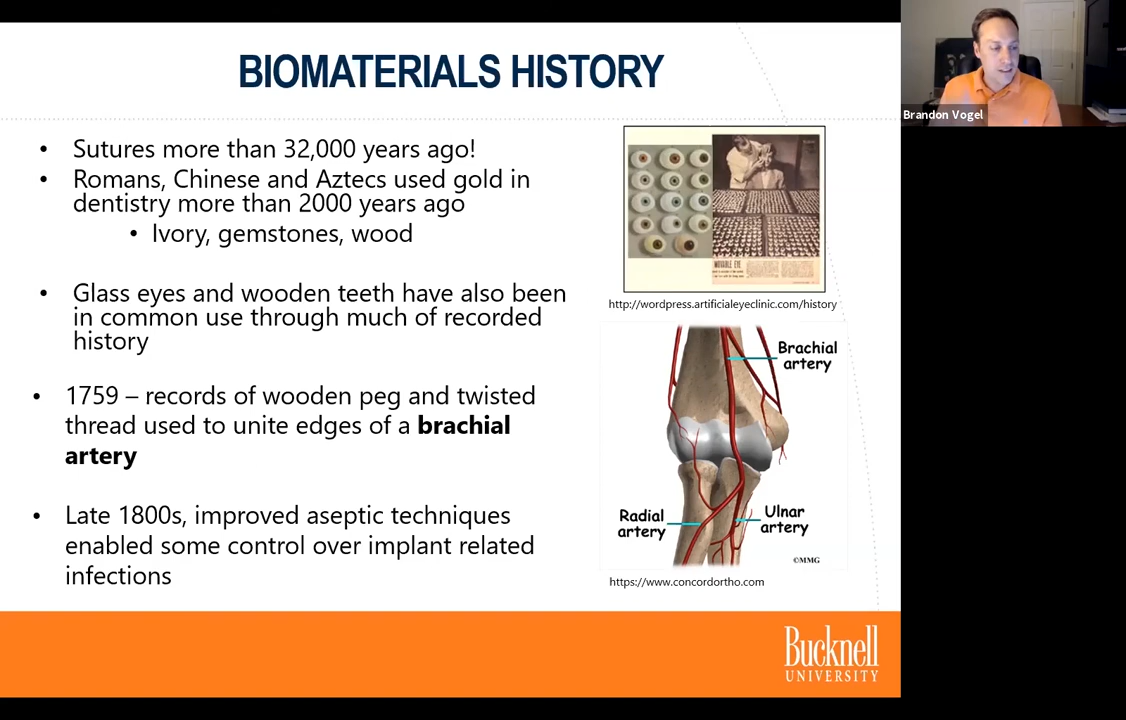 BIOMATERIALS HISTORY
Brandon Vogel
• Sutures more than 32,000 years ago!
• Romans, Chinese and Aztecs used gold in
dentistry more than 2000 years ago
• Ivory, gemstones, wood
• Glass eyes and wooden teeth have also been
in common use through much of recorded
history
• 1759 – records of wooden peg and twisted
thread used to unite edges of a brachial
artery
• Late 1800s, improved aseptic techniques
enabled some control over implant related
infections
http://wordpress.artificialeyeclinic.com/history
Brachial
artery
Radial
artery
Ulnar
artery
©MMG
https://www.concordortho.com
Bucknell
UNIVERSITY